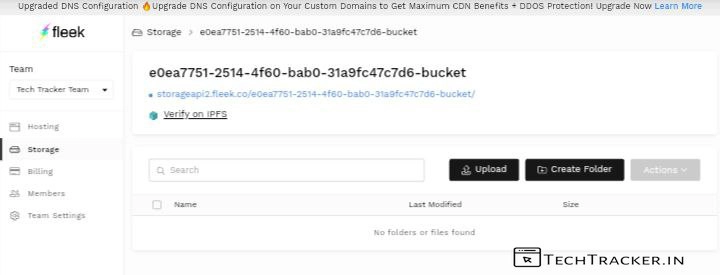 Upgraded DNS Configuration 🔥Upgrade DNS Configuration on Your Custom Domains to Get Maximum CDN Benefits + DDOS Protection! Upgrade Now Learn More
fleek
Storage > e0ea7751-2514-4f60-bab0-31a9fc47c7d6-bucket
Team
Tech Tracker Team
Hosting
Storage
Billing
Members
Team Settings
e0ea7751-2514-4f60-bab0-31a9fc47c7d6-bucket
storageapi2.fleek.co/e0ea7751-2514-4f60-bab0-31a9fc47c7d6-bucket/
Verify on IPFS
Search
Upload
Create Folder
Actions
Name Last Modified Size
No folders or files found
TECHTRACKER.IN